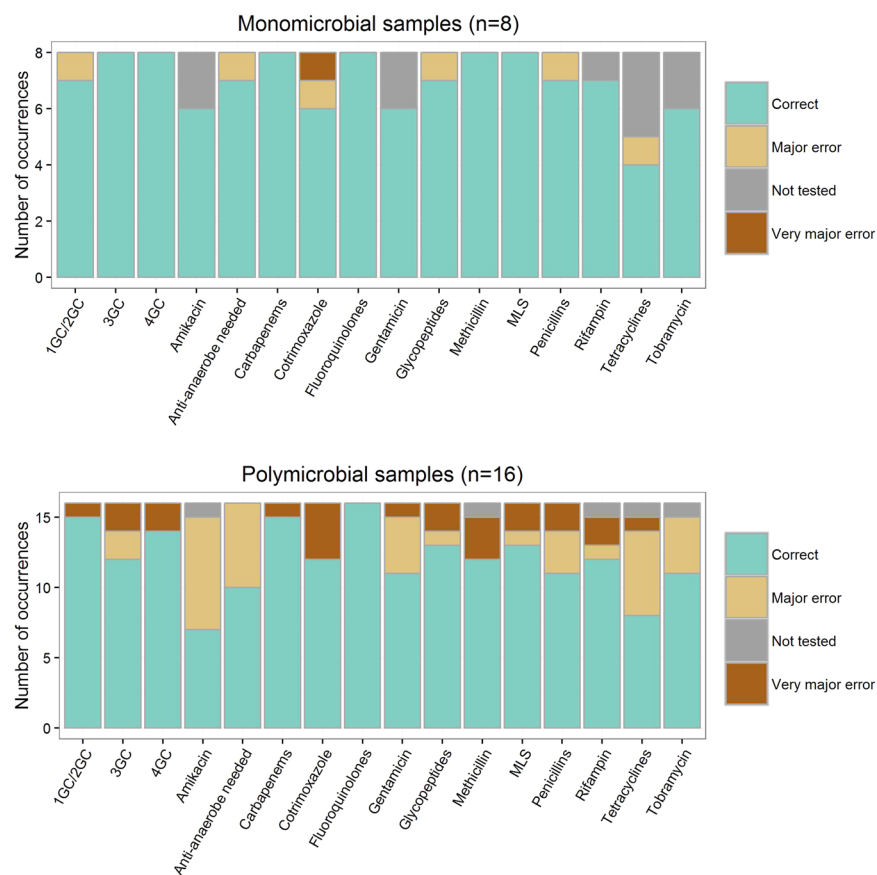 Monomicrobial samples (n=8)
Number of occurrences
8
6
4
2
0
1GC/2GC
3GC
4GC
Amikacin
Anti-anaerobe needed
Carbapenems
Cotrimoxazole
Fluoroquinolones
Gentamicin
Glycopeptides
Methicillin
MLS
Penicillins
Rifampin
Tetracyclines
Tobramycin
Correct
Major error
Not tested
Very major error
Polymicrobial samples (n=16)
Number of occurrences
15
10
5
0
1GC/2GC
3GC
4GC
Amikacin
Anti-anaerobe needed
Carbapenems
Cotrimoxazole
Fluoroquinolones
Gentamicin
Glycopeptides
Methicillin
MLS
Penicillins
Rifampin
Tetracyclines
Tobramycin
Correct
Major error
Not tested
Very major error